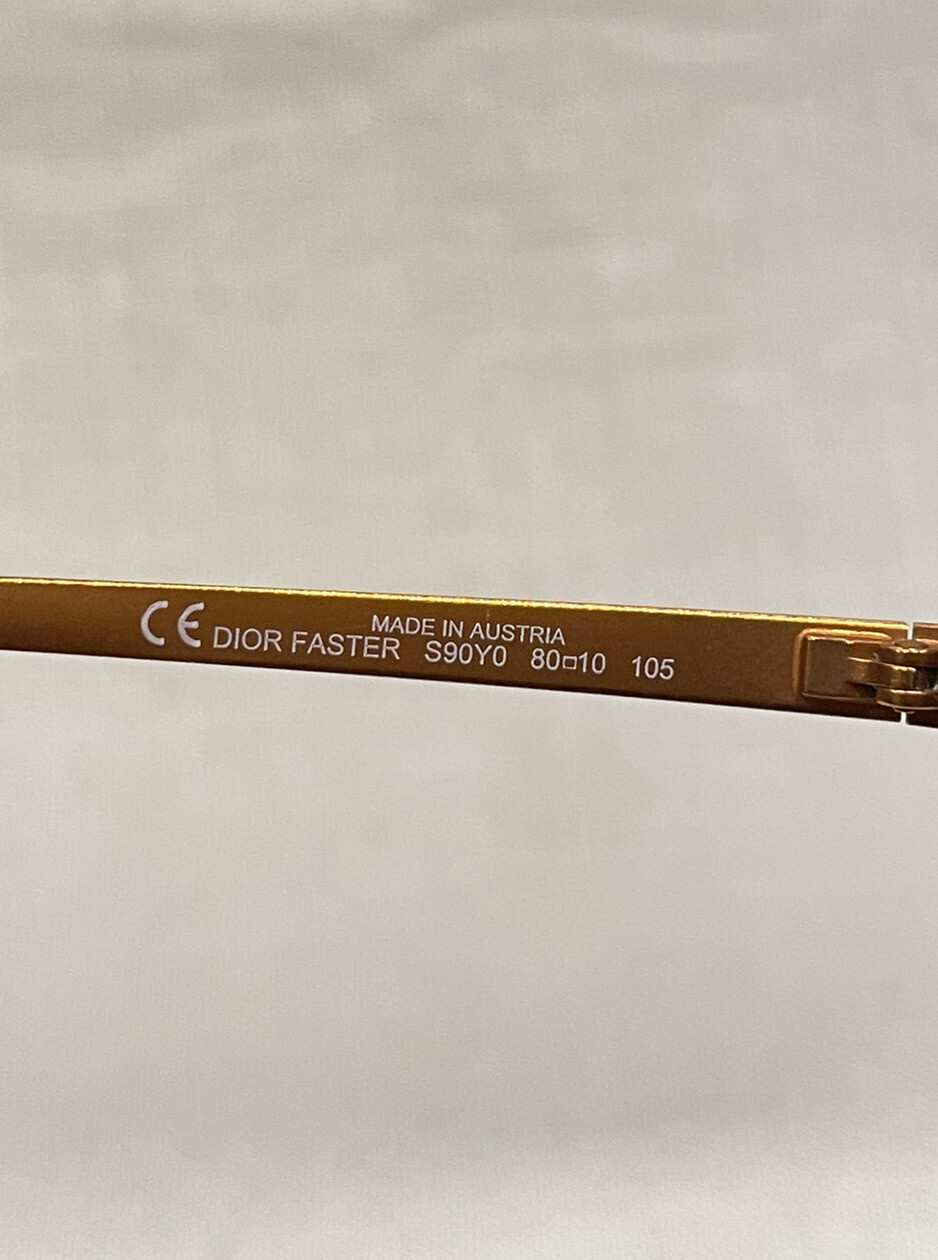 MADE IN AUSTRIA
CE DIOR FASTER S90Y0 80□10 105